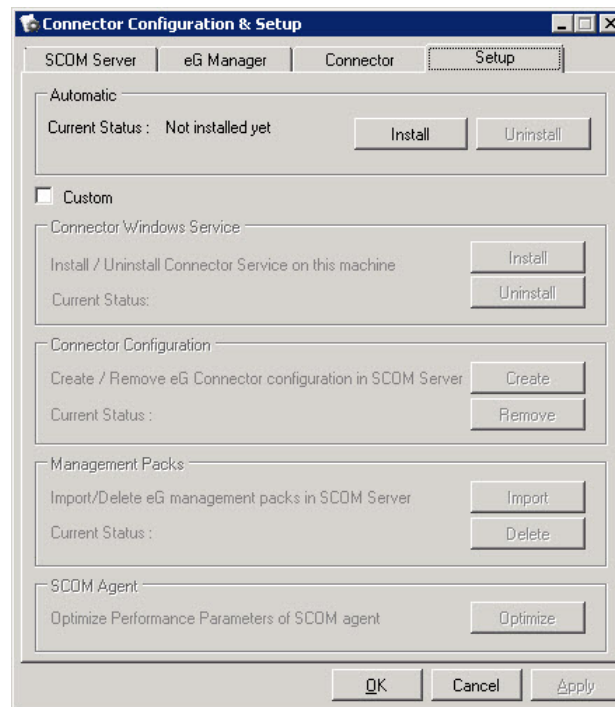 Connector Configuration & Setup
SCOM Server eG Manager Connector Setup
Automatic
Current Status : Not installed yet Install Uninstall
Custom
Connector Windows Service
Install / Uninstall Connector Service on this machine Install
Current Status: Uninstall
Connector Configuration
Create / Remove eG Connector configuration in SCOM Server Create
Current Status : Remove
Management Packs
Import/Delete eG management packs in SCOM Server Import
Current Status : Delete
SCOM Agent
Optimize Performance Parameters of SCOM agent Optimize
OK Cancel Apply